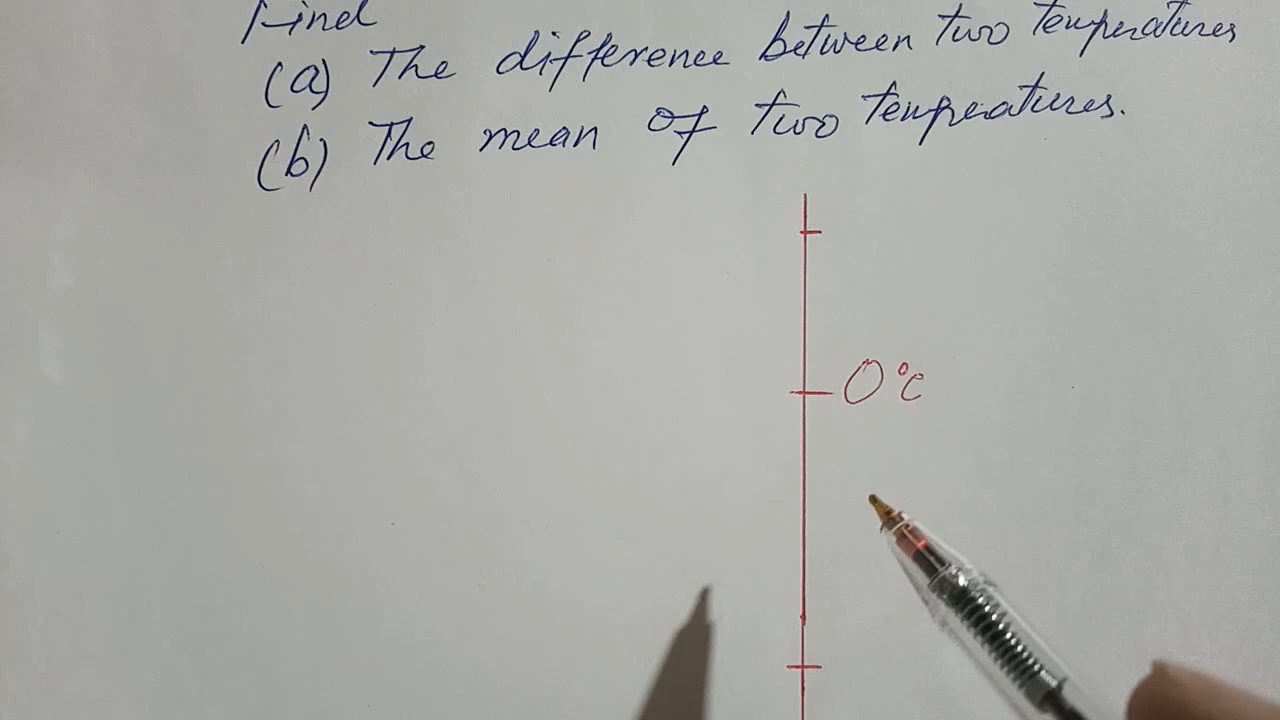 Find
(a) The difference between two temperatures
(b) The mean of two temperatures.
0°C